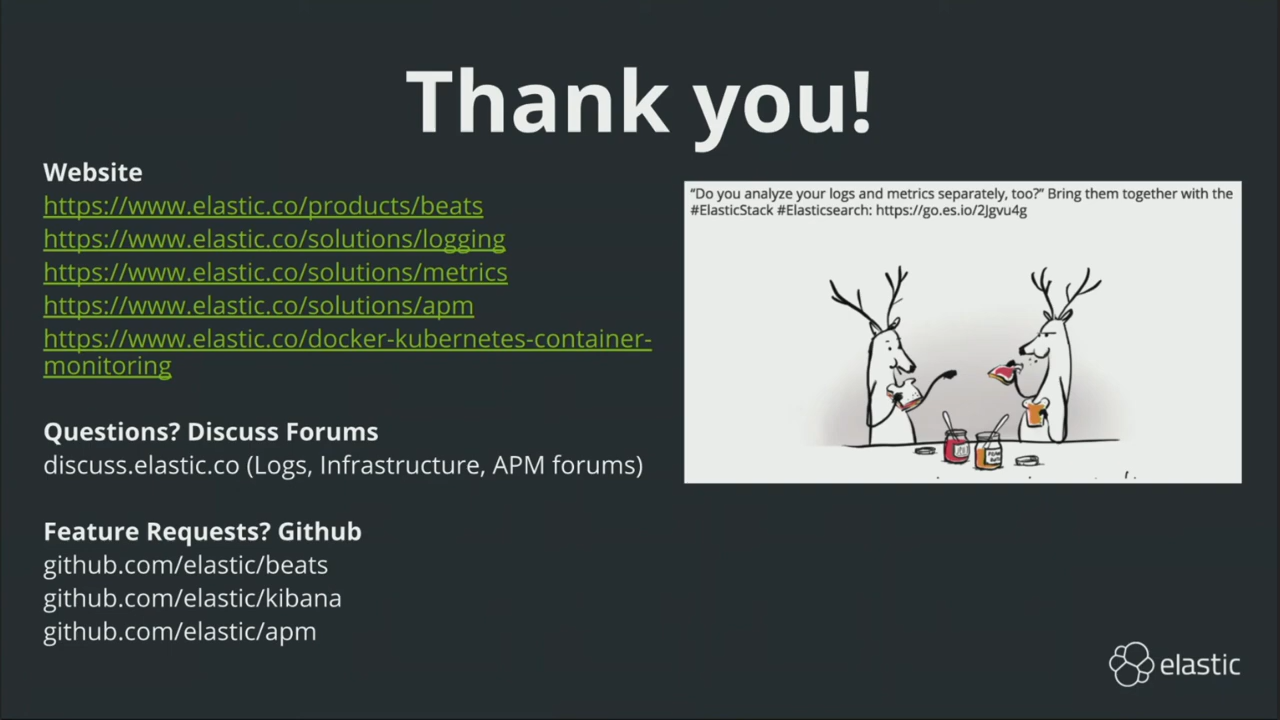 Thank you!
Website
https://www.elastic.co/products/beats
https://www.elastic.co/solutions/logging
https://www.elastic.co/solutions/metrics
https://www.elastic.co/solutions/apm
https://www.elastic.co/docker-kubernetes-container-
monitoring
Questions? Discuss Forums
discuss.elastic.co (Logs, Infrastructure, APM forums)
Feature Requests? Github
github.com/elastic/beats
github.com/elastic/kibana
github.com/elastic/apm
“Do you analyze your logs and metrics separately, too?” Bring them together with the
#ElasticStack #Elasticsearch: https://go.es.io/2Jgvu4g
elastic